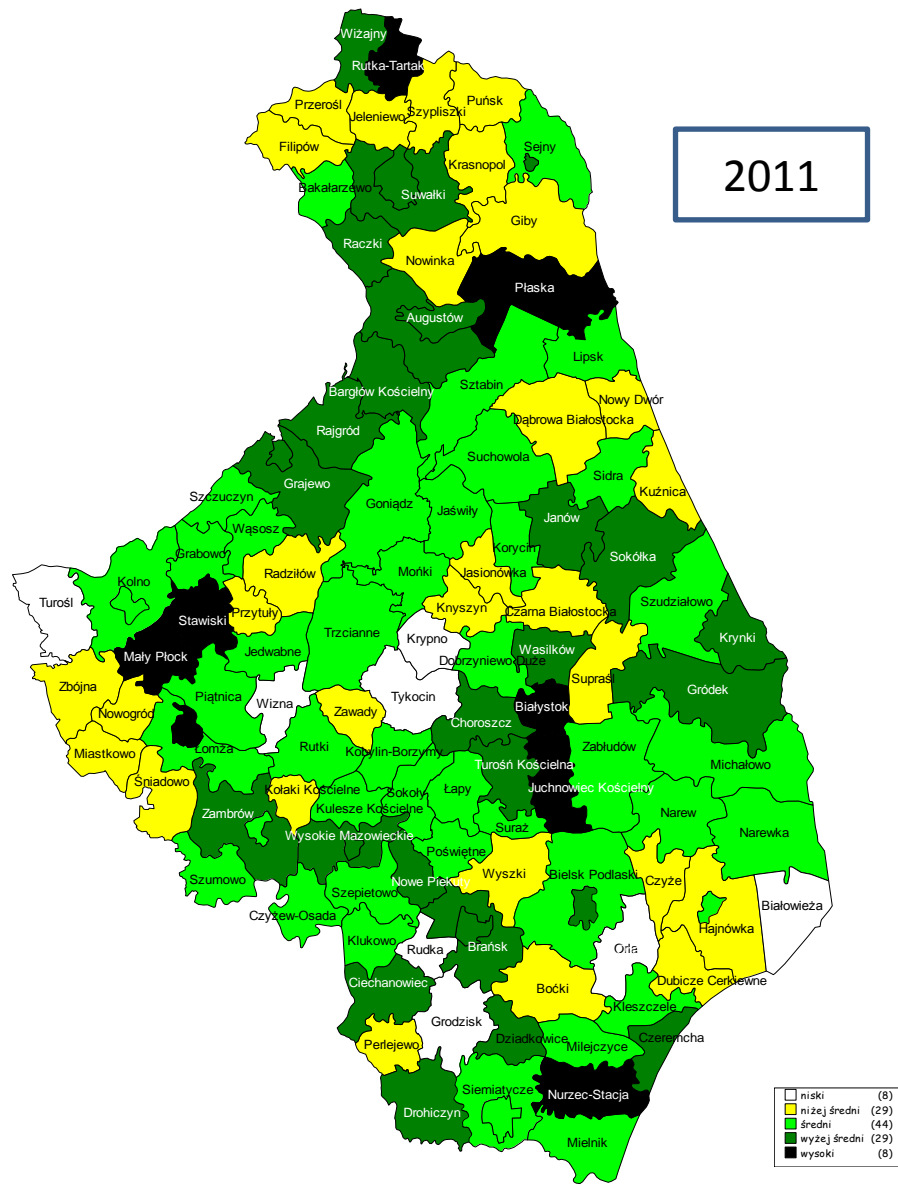 Wiżajny
Rutka-Tartak
Przerośl
Jeleniewo
Szypliszki
Puńsk
Filipów
Krasnopol
Sejny
Bakałarzewo
Suwałki
Giby
Raczki
Nowinka
Płaska
2011
Augustów
Lipsk
Sztabin
Bargłów Kościelny
Nowy Dwór
Dąbrowa Białostocka
Rajgród
Suchowola
Sidra
Kuźnica
Grajewo
Szczuczyn
Goniądz
Jaświły
Janów
Wąsosz
Korycin
Sokółka
Grabowo
Kolno
Radziłów
Mońki
Jasionówka
Turośl
Przytuły
Knyszyn
Czarna Białostocka
Szudziałowo
Stawiski
Trzcianne
Krypno
Krynki
Mały Płock
Jedwabne
Dobrzyniewo Duże
Wasilków
Supraśl
Zbójna
Piątnica
Tykocin
Gródek
Nowogród
Wizna
Zawady
Choroszcz
Białystok
Miastkowo
Łomża
Rutki
Kobylin-Borzymy
Zabłudów
Michałowo
Śniadowo
Kołaki Kościelne
Sokoły
Łapy
Turośń Kościelna
Juchnowiec Kościelny
Zambrów
Kulesze Kościelne
Suraż
Narew
Narewka
Wysokie Mazowieckie
Poświętne
Szumowo
Szepietowo
Nowe Piekuty
Wyszki
Bielsk Podlaski
Czyże
Czyżew-Osada
Białowieża
Hajnówka
Klukowo
Rudka
Brańsk
Orla
Ciechanowiec
Boćki
Dubicze Cerkiewne
Kleszczele
Grodzisk
Perlejewo
Dziadkowice
Milejczyce
Czeremcha
Siemiatycze
Nurzec-Stacja
Drohiczyn
Mielnik
niski (8)
niżej średni (29)
średni (44)
wyżej średni (29)
wysoki (8)